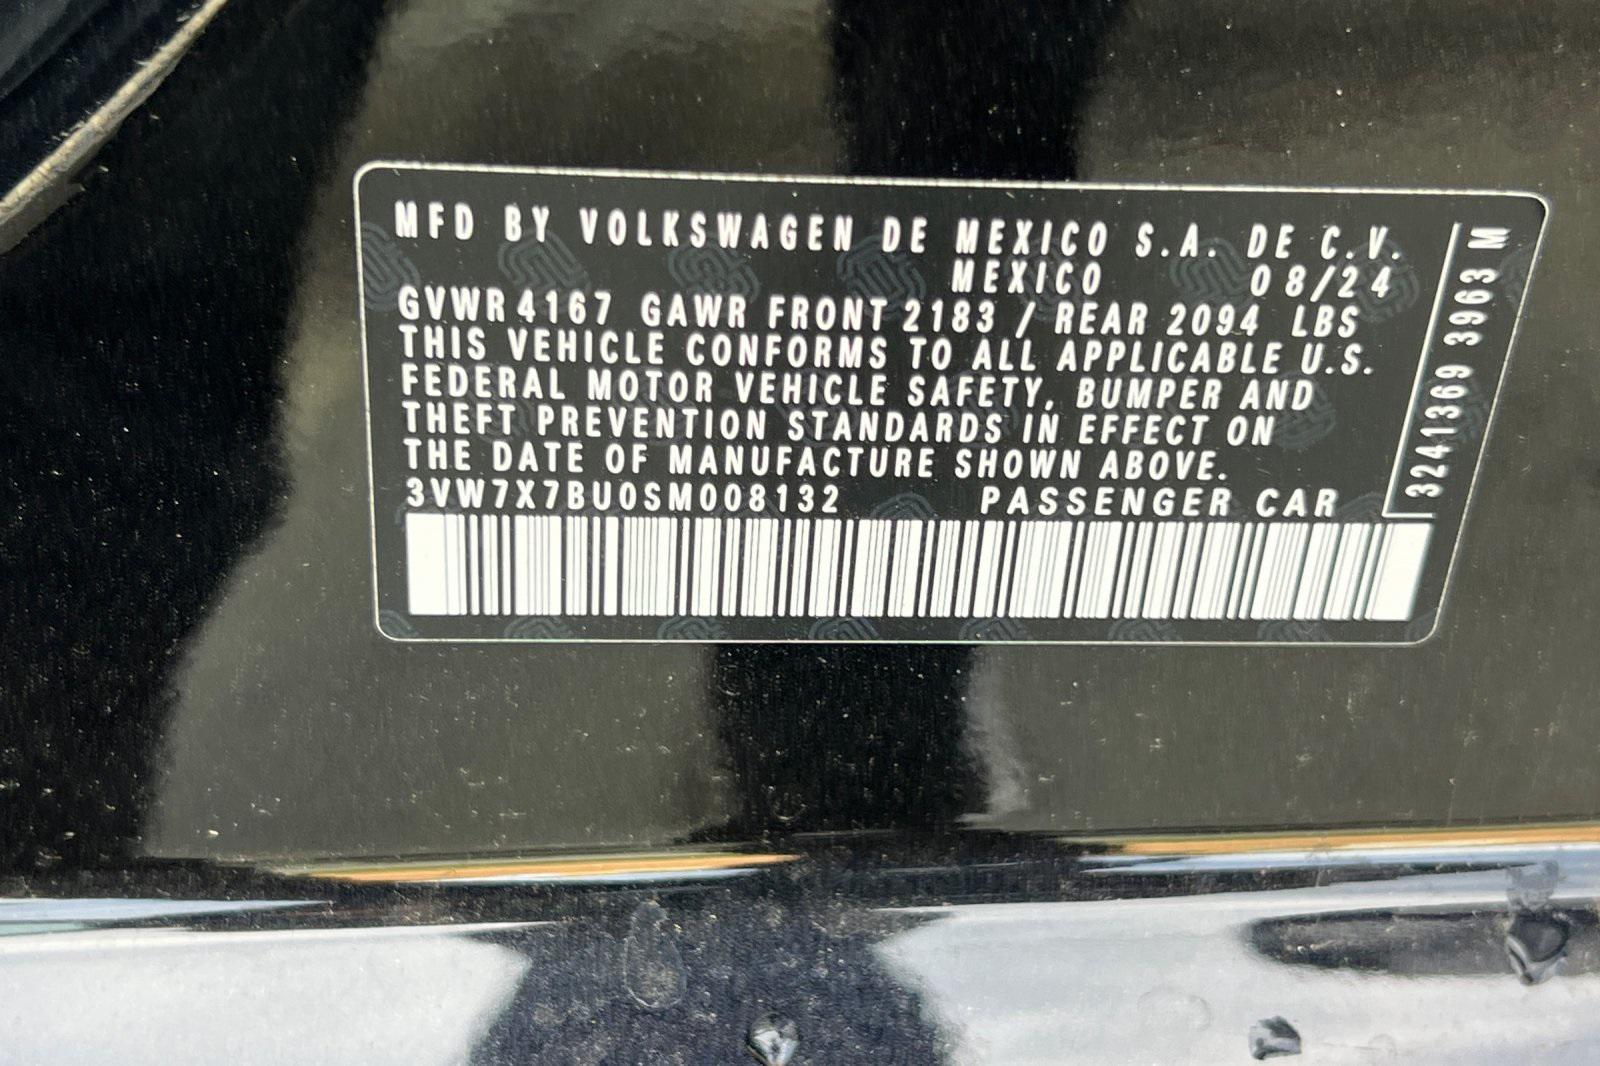 MFD BY VOLKSWAGEN DE MEXICO S.A. DE C.V.
MEXICO 08/24
GVWR 4167 GAWR FRONT 2183 / REAR 2094 LBS
THIS VEHICLE CONFORMS TO ALL APPLICABLE U.S.
FEDERAL MOTOR VEHICLE SAFETY, BUMPER AND
THEFT PREVENTION STANDARDS IN EFFECT ON
THE DATE OF MANUFACTURE SHOWN ABOVE.
3VW7X7BU0SM008132 PASSENGER CAR
3241369 3963 M